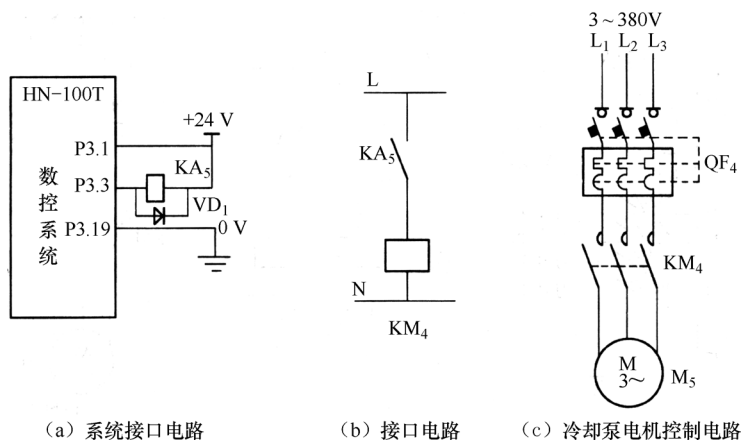 HN-100T
数控系统
P3.1
P3.3
P3.19
+24 V
KA₅
VD₁
0 V
(a) 系统接口电路
L
KA₅
N
KM₄
(b) 接口电路
3~380V
L₁ L₂ L₃
QF₄
KM₄
M
3~
M₅
(c) 冷却泵电机控制电路